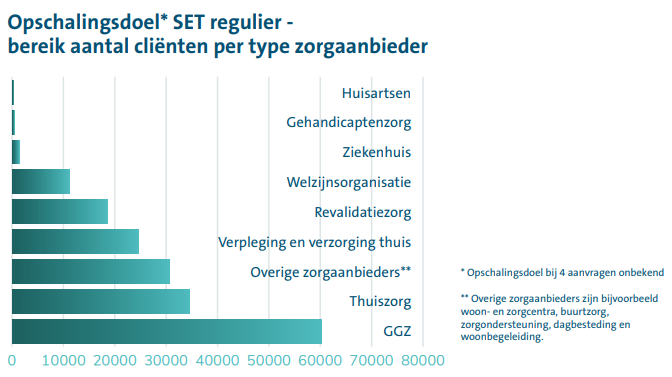 Opschalingsdoel* SET regulier -
bereik aantal cliënten per type zorgaanbieder
Huisartsen
Gehandicaptenzorg
Ziekenhuis
Welzijnsorganisatie
Revalidatiezorg
Verpleging en verzorging thuis
Overige zorgaanbieders**
Thuiszorg
GGZ
0 10000 20000 30000 40000 50000 60000 70000 80000
* Opschalingsdoel bij 4 aanvragen onbekend
** Overige zorgaanbieders zijn bijvoorbeeld
woon- en zorgcentra, buurtzorg,
zorgondersteuning, dagbesteding en
woonbegeleiding.